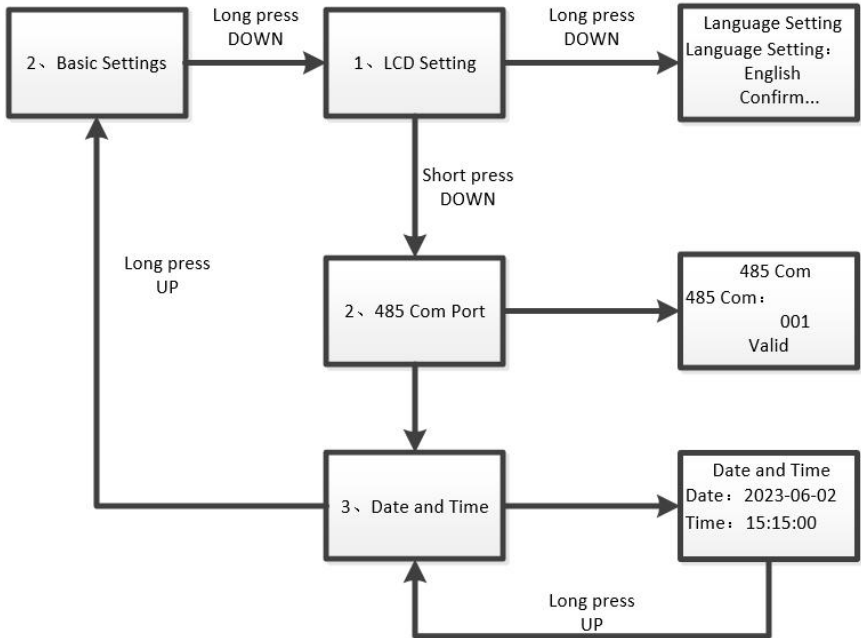 Long press
DOWN
Long press
DOWN
2、Basic Settings
1、LCD Setting
Language Setting
Language Setting：
English
Confirm...
Short press
DOWN
Long press
UP
2、485 Com Port
485 Com
485 Com：
001
Valid
3、Date and Time
Date and Time
Date：2023-06-02
Time：15:15:00
Long press
UP